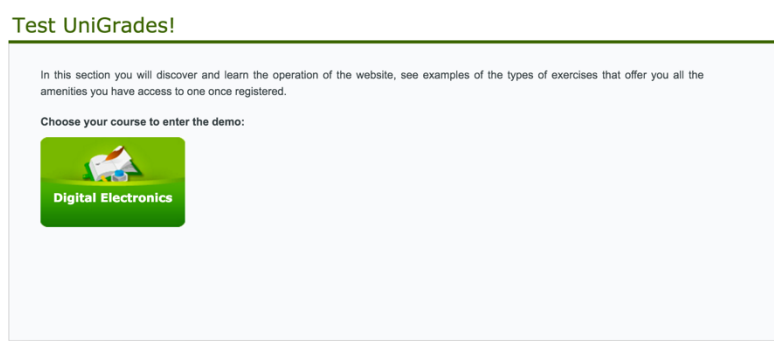 Test UniGrades!
In this section you will discover and learn the operation of the website, see examples of the types of exercises that offer you all the
amenities you have access to one once registered.
Choose your course to enter the demo:
Digital Electronics